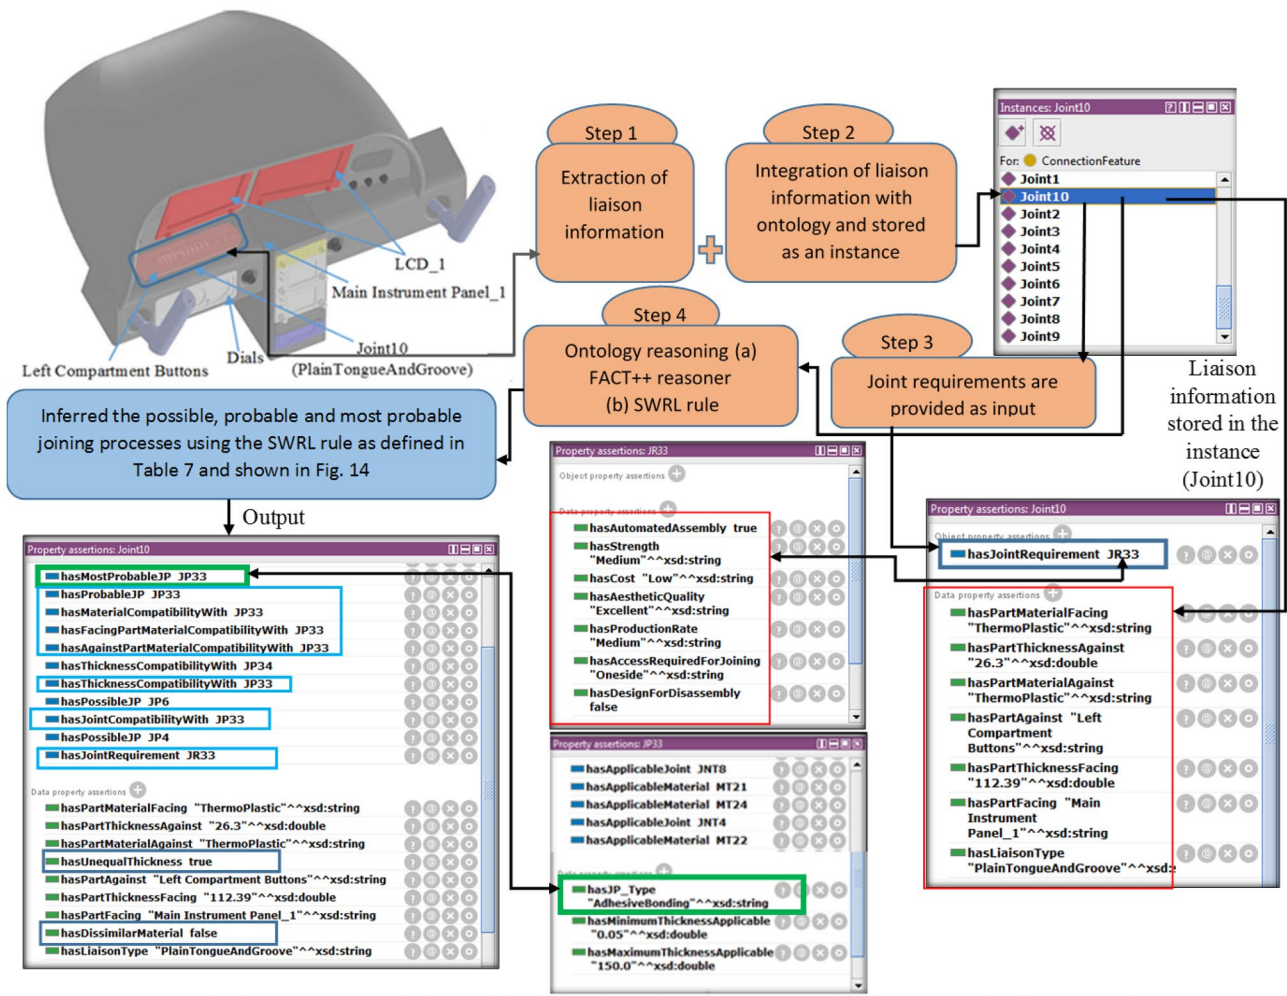 LCD_1
Main Instrument Panel_1
Joint10
(PlainTongueAndGroove)
Dials
Left Compartment Buttons
Step 1
Extraction of
liaison
information
Step 2
Integration of liaison
information with
ontology and stored
as an instance
Instances: Joint10
For: ConnectionFeature
Joint1
Joint10
Joint2
Joint3
Joint4
Joint5
Joint6
Joint7
Joint8
Joint9
Liaison
information
stored in the
instance
(Joint10)
Step 3
Joint requirements are
provided as input
Step 4
Ontology reasoning (a)
FACT++ reasoner
(b) SWRL rule
Inferred the possible, probable and most probable
joining processes using the SWRL rule as defined in
Table 7 and shown in Fig. 14
Output
Property assertions: Joint10
hasMostProbableJP JP33
hasProbableJP JP33
hasMaterialCompatibilityWith JP33
hasFacingPartMaterialCompatibilityWith JP33
hasAgainstPartMaterialCompatibilityWith JP33
hasThicknessCompatibilityWith JP34
hasThicknessCompatibilityWith JP33
hasPossibleJP JP6
hasJointCompatibilityWith JP33
hasPossibleJP JP4
hasJointRequirement JR33
Data property assertions
hasPartMaterialFacing "ThermoPlastic"^^xsd:string
hasPartThicknessAgainst "26.3"^^xsd:double
hasPartMaterialAgainst "ThermoPlastic"^^xsd:string
hasUnequalThickness true
hasPartAgainst "Left Compartment Buttons"^^xsd:string
hasPartThicknessFacing "112.39"^^xsd:double
hasPartFacing "Main Instrument Panel_1"^^xsd:string
hasDissimilarMaterial false
hasLiaisonType "PlainTongueAndGroove"^^xsd:string
Property assertions: JR33
Object property assertions
Data property assertions
hasAutomatedAssembly true
hasStrength
"Medium"^^xsd:string
hasCost "Low"^^xsd:string
hasAestheticQuality
"Excellent"^^xsd:string
hasProductionRate
"Medium"^^xsd:string
hasAccessRequiredForJoining
"Oneside"^^xsd:string
hasDesignForDisassembly
false
Property assertions: JP33
hasApplicableJoint JNT8
hasApplicableMaterial MT21
hasApplicableMaterial MT24
hasApplicableJoint JNT4
hasApplicableMaterial MT22
Data property assertions
hasJP_Type
"AdhesiveBonding"^^xsd:string
hasMinimumThicknessApplicable
"0.05"^^xsd:double
hasMaximumThicknessApplicable
"150.0"^^xsd:double
Property assertions: Joint10
Object property assertions
hasJointRequirement JR33
Data property assertions
hasPartMaterialFacing
"ThermoPlastic"^^xsd:string
hasPartThicknessAgainst
"26.3"^^xsd:double
hasPartMaterialAgainst
"ThermoPlastic"^^xsd:string
hasPartAgainst "Left
Compartment
Buttons"^^xsd:string
hasPartThicknessFacing
"112.39"^^xsd:double
hasPartFacing "Main
Instrument
Panel_1"^^xsd:string
hasLiaisonType
"PlainTongueAndGroove"^^xsd:s